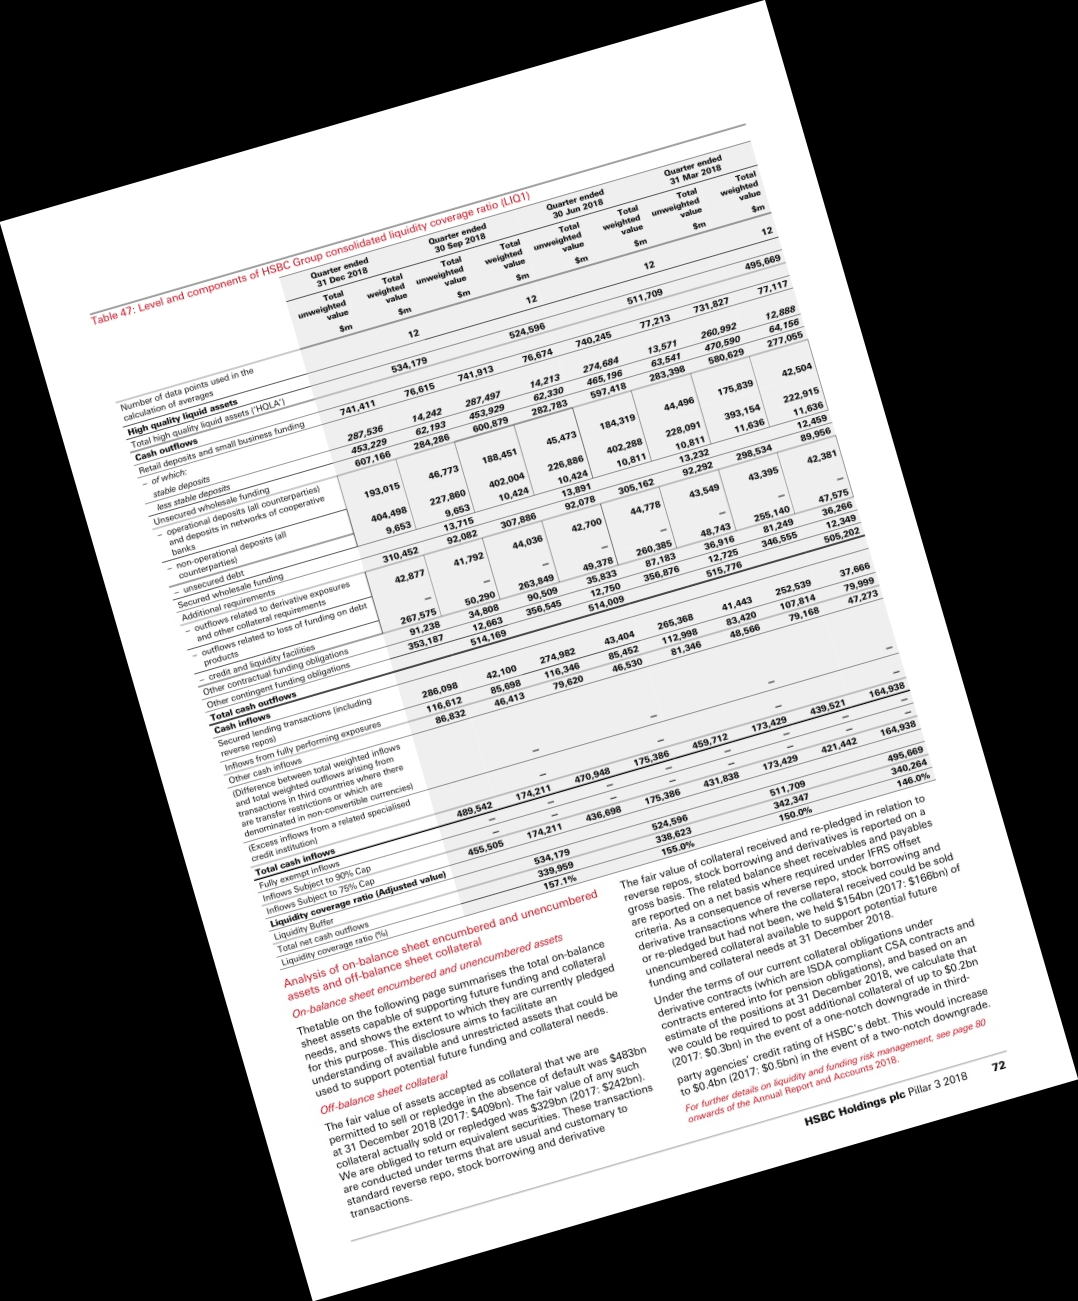 Table 47: Level and components of HSBC Group consolidated liquidity coverage ratio (LIQ1)
Quarter ended 31 Dec 2018 Quarter ended 30 Sep 2018 Quarter ended 30 Jun 2018 Quarter ended 31 Mar 2018
Total unweighted value Total weighted value Total unweighted value Total weighted value Total unweighted value Total weighted value Total unweighted value Total weighted value
$m $m $m $m $m $m $m $m
Number of data points used in the
calculation of averages 12 12 12 12
High quality liquid assets
Total high quality liquid assets ('HQLA') 534,179 524,596 511,709 495,669
Cash outflows
Retail deposits and small business funding 741,411 76,615 741,913 76,674 740,245 77,213 731,827 77,117
– of which:
stable deposits 287,536 14,242 287,497 14,213 274,684 13,571 260,992 12,888
less stable deposits 453,229 62,193 453,929 62,330 465,196 63,541 470,590 64,156
Unsecured wholesale funding 607,166 284,286 600,879 282,783 597,418 283,398 580,629 277,055
– operational deposits (all counterparties)
and deposits in networks of cooperative
banks 193,015 46,773 188,451 45,473 184,319 44,496 175,839 42,504
– non-operational deposits (all
counterparties) 404,498 227,860 402,004 226,886 402,288 228,091 393,154 222,915
– unsecured debt 9,653 9,653 10,424 10,424 10,811 10,811 11,636 11,636
Secured wholesale funding 13,715 13,891 13,232 12,459
Additional requirements 310,452 92,082 307,886 92,078 305,162 92,292 298,534 89,956
– outflows related to derivative exposures
and other collateral requirements 42,877 41,792 44,036 42,700 44,778 43,549 43,395 42,381
– outflows related to loss of funding on debt
products – – – – – – – –
– credit and liquidity facilities 267,575 50,290 263,849 49,378 260,385 48,743 255,140 47,575
Other contractual funding obligations 91,238 34,808 90,509 35,833 87,183 36,916 81,249 36,266
Other contingent funding obligations 353,187 12,663 356,545 12,750 356,876 12,725 346,555 12,349
Total cash outflows 514,169 514,009 515,776 505,202
Cash inflows
Secured lending transactions (including
reverse repos) 286,098 42,100 274,982 43,404 265,368 41,443 252,539 37,666
Inflows from fully performing exposures 116,612 85,698 116,346 85,452 112,998 83,420 107,814 79,999
Other cash inflows 86,832 46,413 79,620 46,530 81,346 48,566 79,168 47,273
(Difference between total weighted inflows
and total weighted outflows arising from
transactions in third countries where there
are transfer restrictions or which are
denominated in non-convertible currencies) – – – –
(Excess inflows from a related specialised
credit institution) – – – –
Total cash inflows 489,542 174,211 470,948 175,386 459,712 173,429 439,521 164,938
Fully exempt inflows – – – – – – – –
Inflows Subject to 90% Cap – – – – – – – –
Inflows Subject to 75% Cap 455,505 174,211 436,698 175,386 431,838 173,429 421,442 164,938
Liquidity coverage ratio (Adjusted value)
Liquidity Buffer 534,179 524,596 511,709 495,669
Total net cash outflows 339,959 338,623 342,347 340,264
Liquidity coverage ratio (%) 157.1% 155.0% 150.0% 146.0%
Analysis of on-balance sheet encumbered and unencumbered
assets and off-balance sheet collateral
On-balance sheet encumbered and unencumbered assets
Thetable on the following page summarises the total on-balance
sheet assets capable of supporting future funding and collateral
needs, and shows the extent to which they are currently pledged
for this purpose. This disclosure aims to facilitate an
understanding of available and unrestricted assets that could be
used to support potential future funding and collateral needs.
Off-balance sheet collateral
The fair value of assets accepted as collateral that we are
permitted to sell or repledge in the absence of default was $483bn
at 31 December 2018 (2017: $409bn). The fair value of any such
collateral actually sold or repledged was $329bn (2017: $242bn).
We are obliged to return equivalent securities. These transactions
are conducted under terms that are usual and customary to
standard reverse repo, stock borrowing and derivative
transactions.
The fair value of collateral received and re-pledged in relation to
reverse repos, stock borrowing and derivatives is reported on a
gross basis. The related balance sheet receivables and payables
are reported on a net basis where required under IFRS offset
criteria. As a consequence of reverse repo, stock borrowing and
derivative transactions where the collateral received could be sold
or re-pledged but had not been, we held $154bn (2017: $166bn) of
unencumbered collateral available to support potential future
funding and collateral needs at 31 December 2018.
Under the terms of our current collateral obligations under
derivative contracts (which are ISDA compliant CSA contracts and
contracts entered into for pension obligations), and based on an
estimate of the positions at 31 December 2018, we calculate that
we could be required to post additional collateral of up to $0.2bn
(2017: $0.3bn) in the event of a one-notch downgrade in third-
party agencies' credit rating of HSBC's debt. This would increase
to $0.4bn (2017: $0.5bn) in the event of a two-notch downgrade.
For further details on liquidity and funding risk management, see page 80
onwards of the Annual Report and Accounts 2018.
HSBC Holdings plc Pillar 3 2018 72